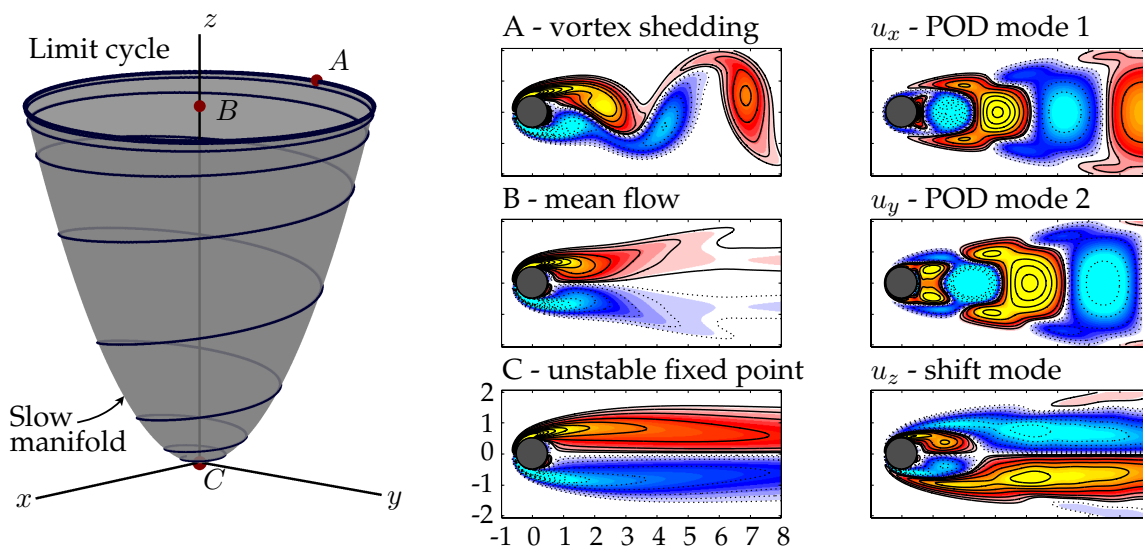 z
Limit cycle
A
B
Slow
manifold
C
x
y
A - vortex shedding
B - mean flow
C - unstable fixed point
2
1
0
-1
-2
-1 0 1 2 3 4 5 6 7 8
u_x - POD mode 1
u_y - POD mode 2
u_z - shift mode